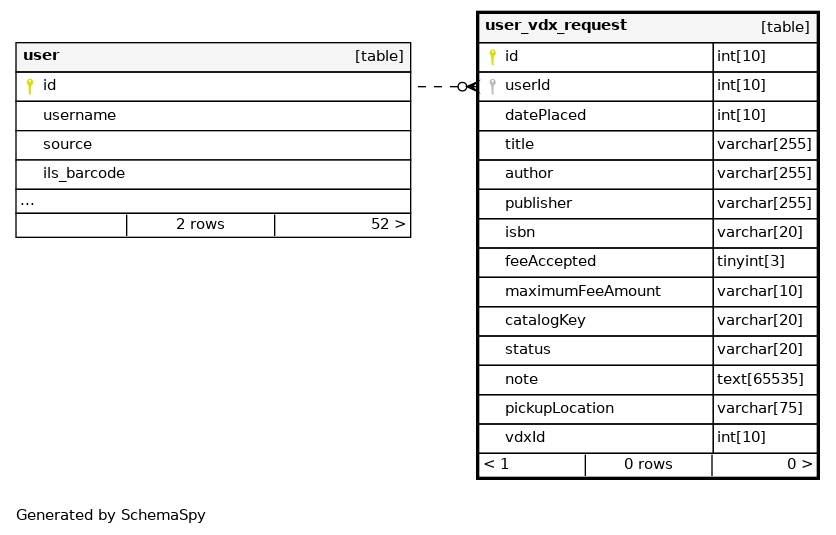 user [table]
id
username
source
ils_barcode
...
2 rows 52 >
user_vdx_request [table]
id int[10]
userId int[10]
datePlaced int[10]
title varchar[255]
author varchar[255]
publisher varchar[255]
isbn varchar[20]
feeAccepted tinyint[3]
maximumFeeAmount varchar[10]
catalogKey varchar[20]
status varchar[20]
note text[65535]
pickupLocation varchar[75]
vdxId int[10]
< 1 0 rows 0 >
Generated by SchemaSpy